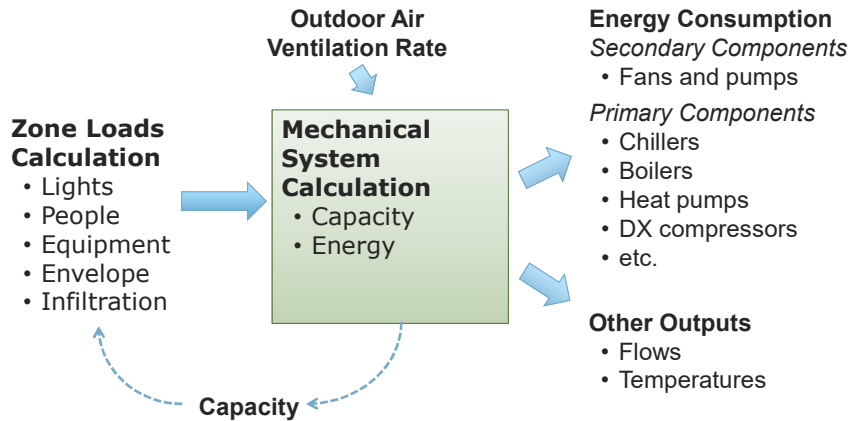 Outdoor Air
Ventilation Rate
Zone Loads
Calculation
• Lights
• People
• Equipment
• Envelope
• Infiltration
Mechanical
System
Calculation
• Capacity
• Energy
Capacity
Energy Consumption
Secondary Components
• Fans and pumps
Primary Components
• Chillers
• Boilers
• Heat pumps
• DX compressors
• etc.
Other Outputs
• Flows
• Temperatures